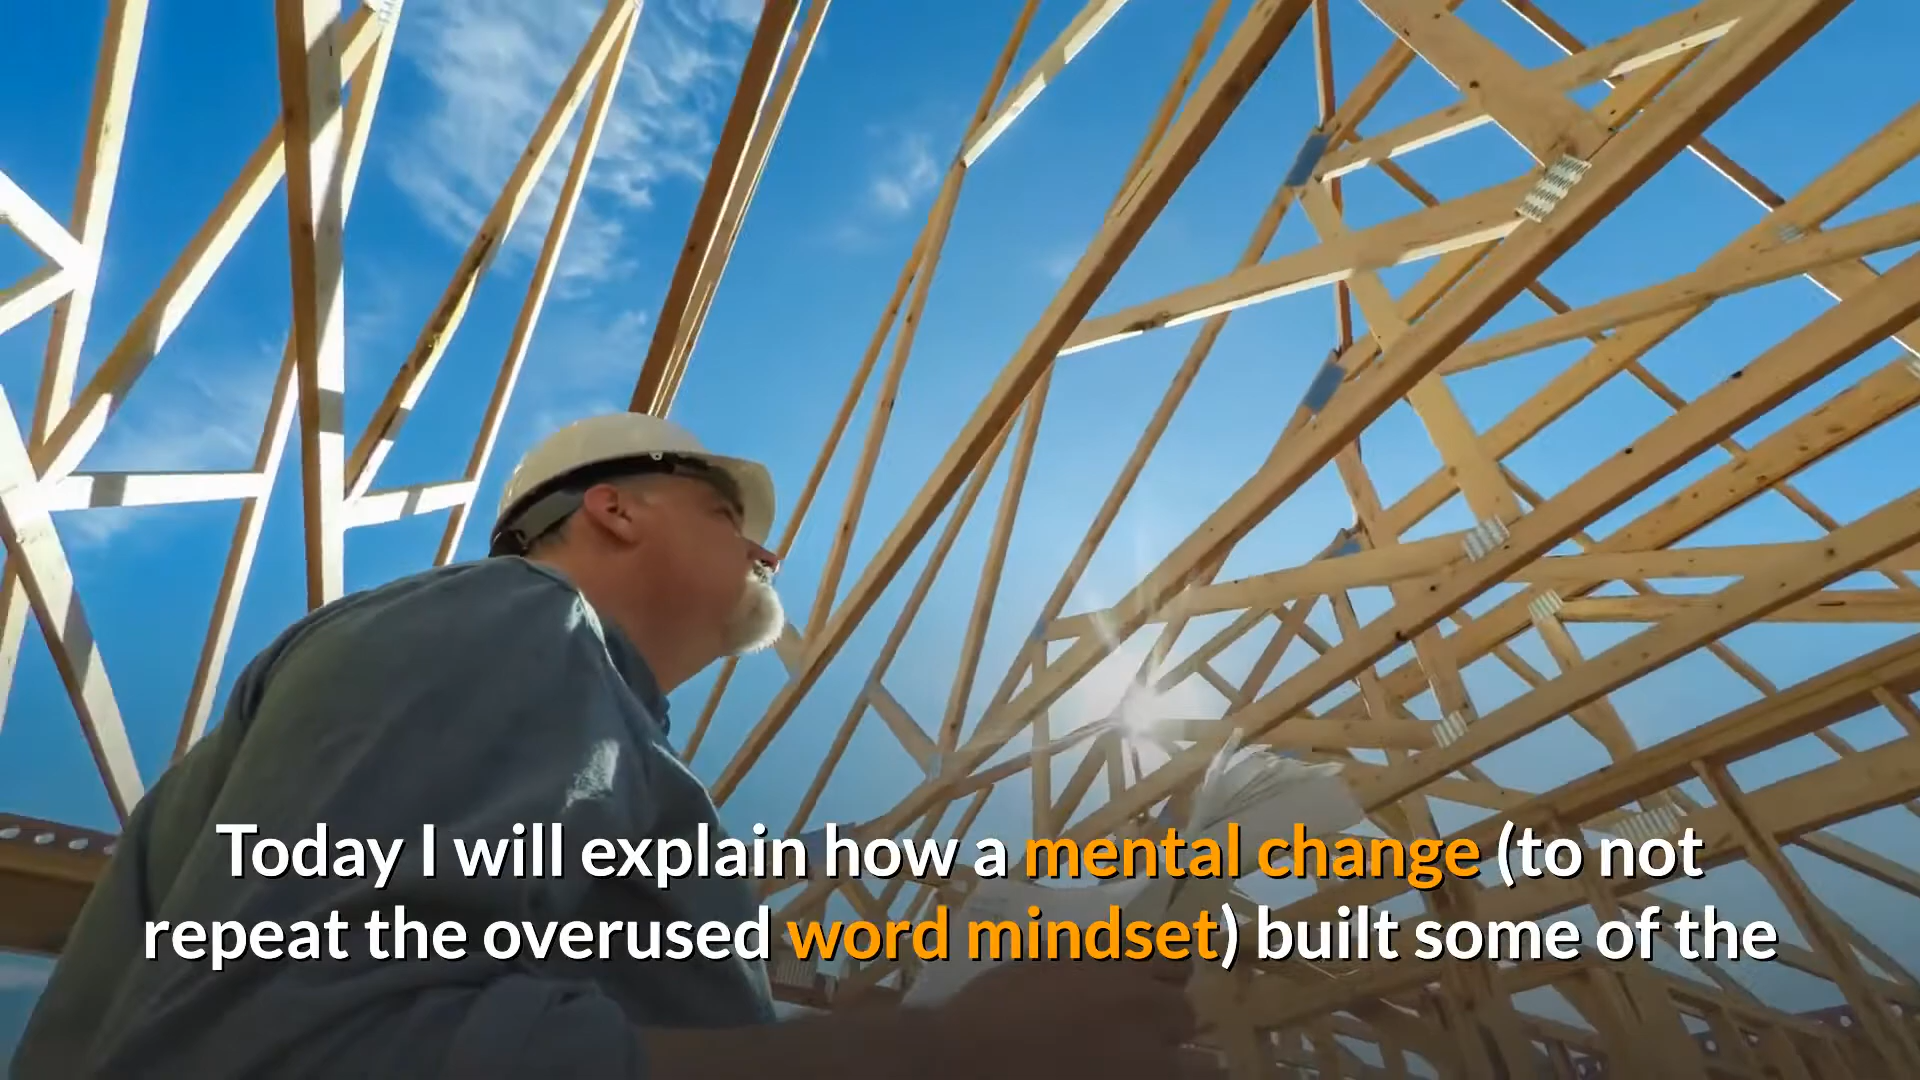 Today I will explain how a mental change (to not
repeat the overused word mindset) built some of the